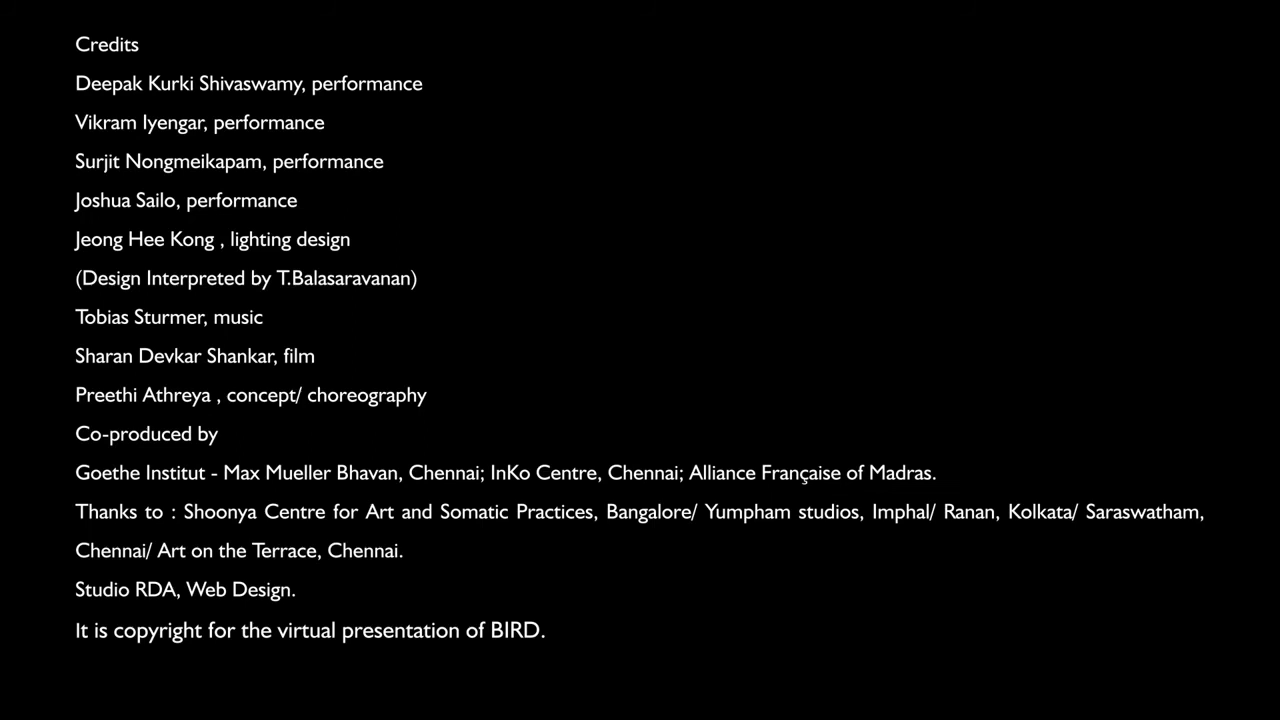 Credits
Deepak Kurki Shivaswamy, performance
Vikram Iyengar, performance
Surjit Nongmeikapam, performance
Joshua Sailo, performance
Jeong Hee Kong , lighting design
(Design Interpreted by T.Balasaravanan)
Tobias Sturmer, music
Sharan Devkar Shankar, film
Preethi Athreya , concept/ choreography
Co-produced by
Goethe Institut - Max Mueller Bhavan, Chennai; InKo Centre, Chennai; Alliance Française of Madras.
Thanks to : Shoonya Centre for Art and Somatic Practices, Bangalore/ Yumpham studios, Imphal/ Ranan, Kolkata/ Saraswatham,
Chennai/ Art on the Terrace, Chennai.
Studio RDA, Web Design.
It is copyright for the virtual presentation of BIRD.